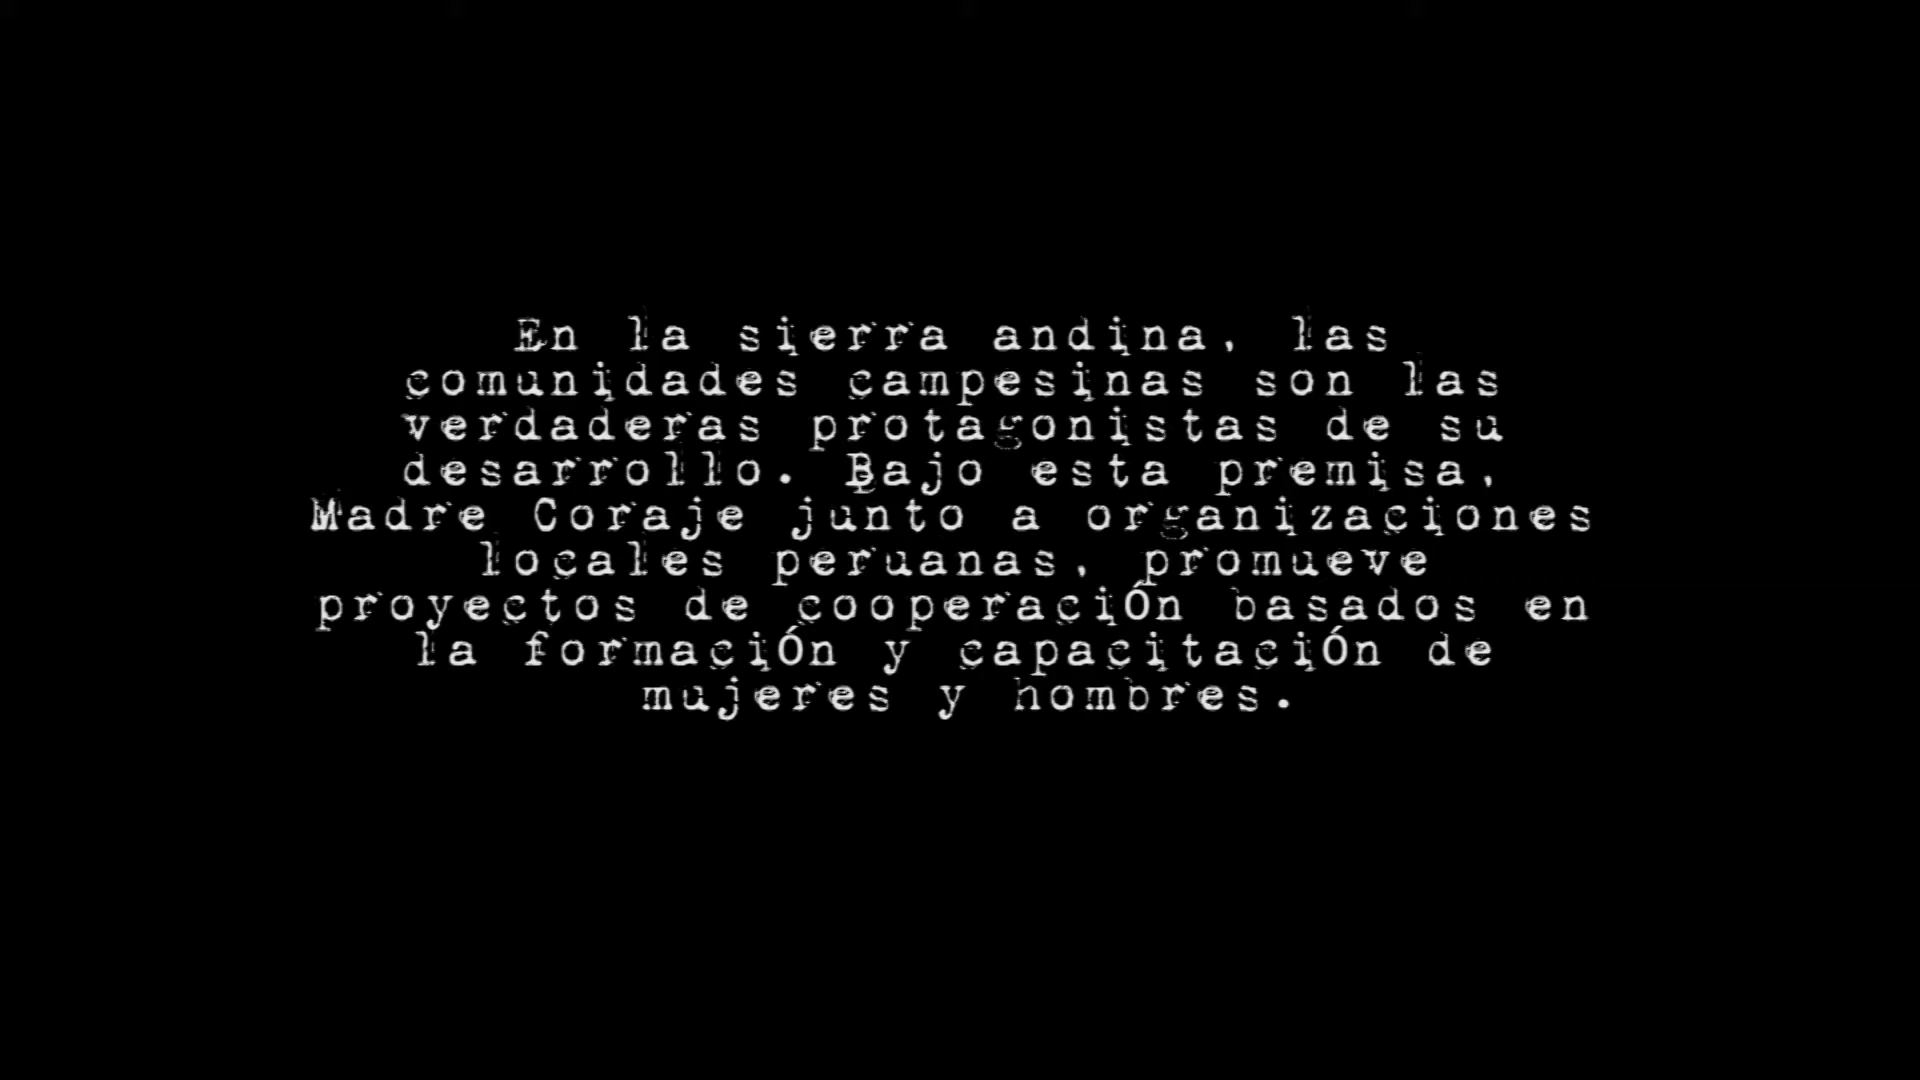 En la sierra andina, las
comunidades campesinas son las
verdaderas protagonistas de su
desarrollo. Bajo esta premisa,
Madre Coraje junto a organizaciones
locales peruanas, promueve
proyectos de cooperación basados en
la formación y capacitación de
mujeres y hombres.